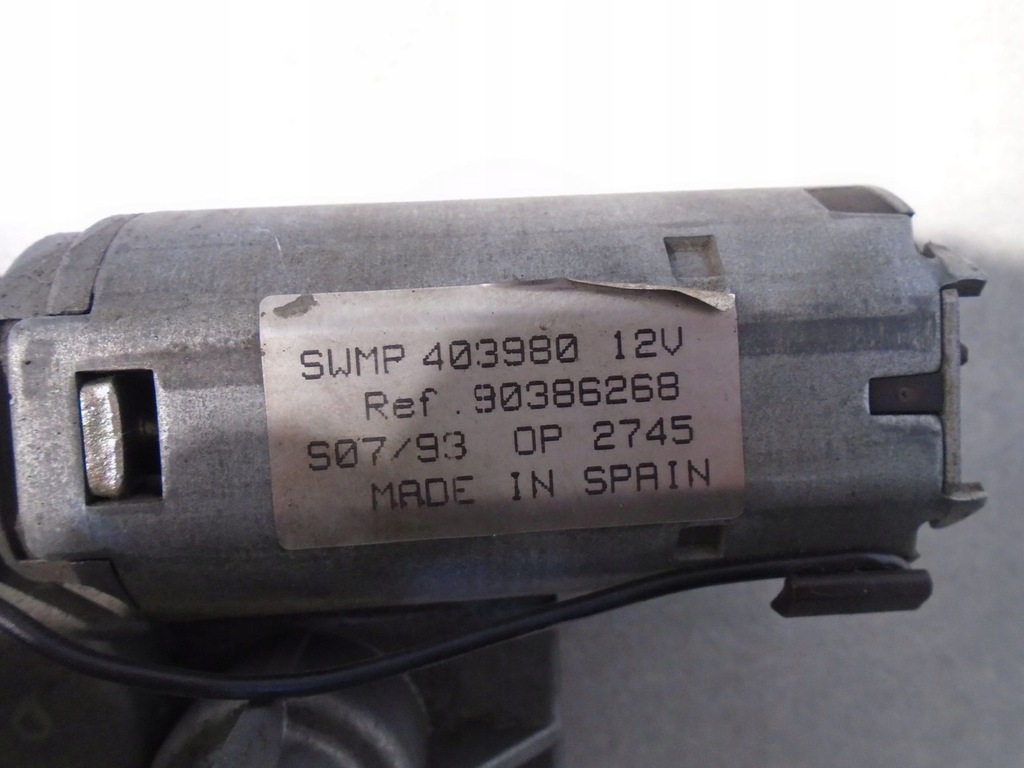 SWMP 403980 12V
Ref. 90386268
S07/93 OP 2745
MADE IN SPAIN